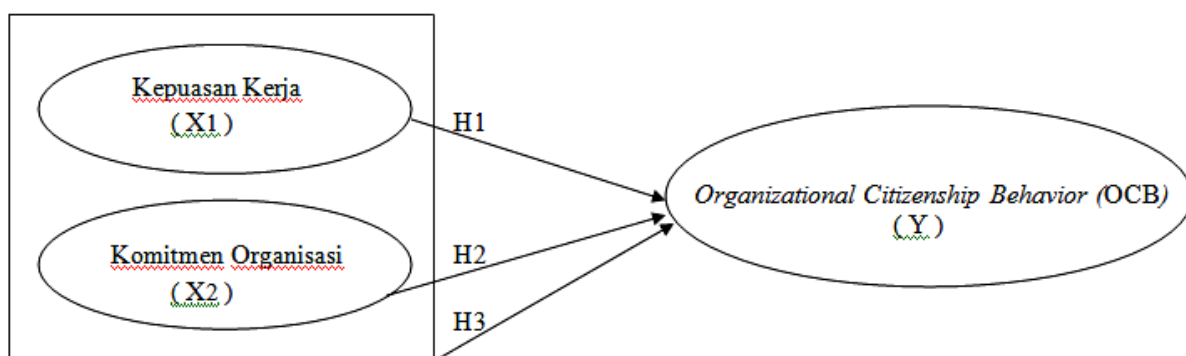 Kepuasan Kerja
( X1 )
H1
Organizational Citizenship Behavior (OCB)
( Y )
Komitmen Organisasi
( X2 )
H2
H3